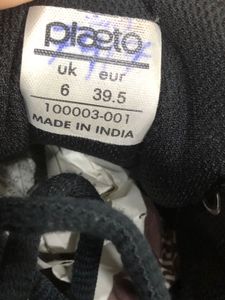 plaeto
uk eur
6 39.5
100003-001
MADE IN INDIA